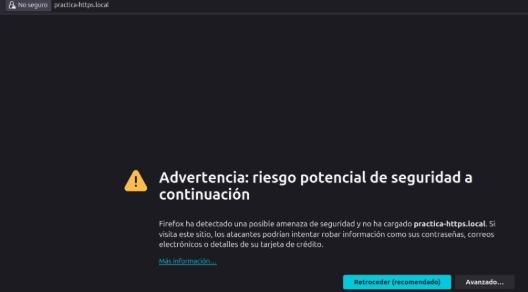 No seguro practica-https.local
Advertencia: riesgo potencial de seguridad a
continuación
Firefox ha detectado una posible amenaza de seguridad y no ha cargado practica-https.local. Si
visita este sitio, los atacantes podrían intentar robar información como sus contraseñas, correos
electrónicos o detalles de su tarjeta de crédito.
Más información...
Retroceder (recomendado) Avanzado...